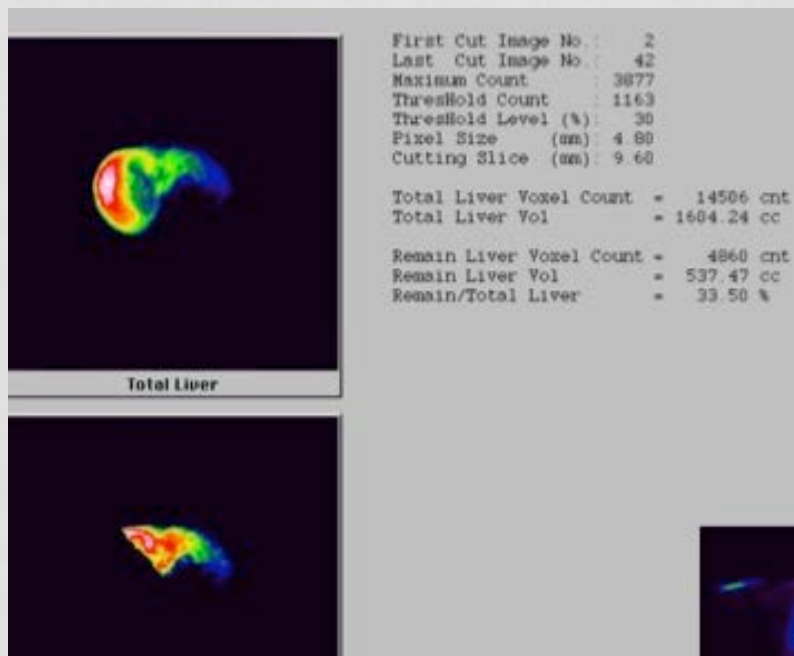 First Cut Image No.: 2
Last Cut Image No.: 42
Maximum Count : 3877
ThresHold Count : 1163
ThresHold Level (%): 30
Pixel Size (mm): 4.80
Cutting Slice (mm): 9.60
Total Liver Voxel Count = 14506 cnt
Total Liver Vol = 1604.24 cc
Remain Liver Voxel Count = 4860 cnt
Remain Liver Vol = 537.47 cc
Remain/Total Liver = 33.50 %
Total Liver